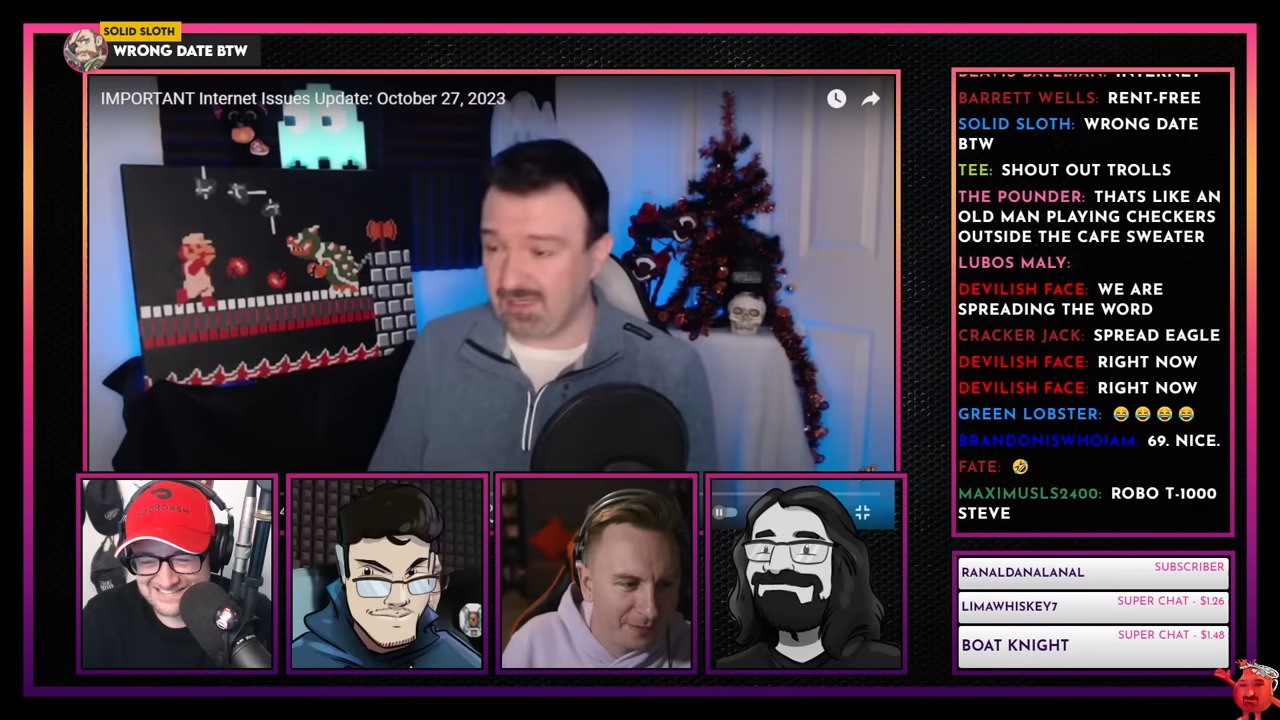 SOLID SLOTH
WRONG DATE BTW
IMPORTANT Internet Issues Update: October 27, 2023
BARRETT WELLS: RENT-FREE
SOLID SLOTH: WRONG DATE
BTW
TEE: SHOUT OUT TROLLS
THE POUNDER: THATS LIKE AN
OLD MAN PLAYING CHECKERS
OUTSIDE THE CAFE SWEATER
LUBOS MALY:
DEVILISH FACE: WE ARE
SPREADING THE WORD
CRACKER JACK: SPREAD EAGLE
DEVILISH FACE: RIGHT NOW
DEVILISH FACE: RIGHT NOW
GREEN LOBSTER: 😂 😂 😂 😂
BRANDONISWHOIAM: 69. NICE.
FATE: 🤣
MAXIMUSLS2400: ROBO T-1000
STEVE
RANALDANALANAL SUBSCRIBER
LIMAWHISKEY7 SUPER CHAT - $1.26
BOAT KNIGHT SUPER CHAT - $1.48